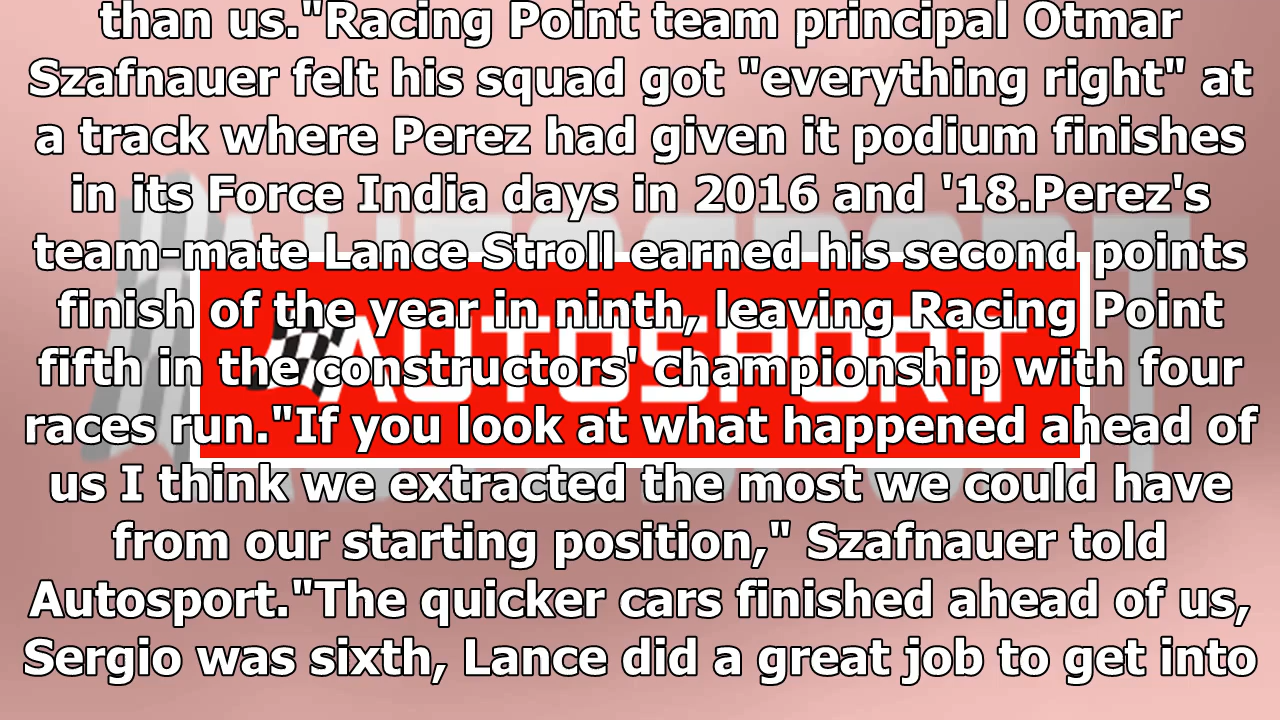 than us."Racing Point team principal Otmar
Szafnauer felt his squad got "everything right" at
a track where Perez had given it podium finishes
in its Force India days in 2016 and '18.Perez's
team-mate Lance Stroll earned his second points
finish of the year in ninth, leaving Racing Point
AUTOSPORT
fifth in the constructors' championship with four
races run."If you look at what happened ahead of
us I think we extracted the most we could have
from our starting position," Szafnauer told
Autosport."The quicker cars finished ahead of us,
Sergio was sixth, Lance did a great job to get into